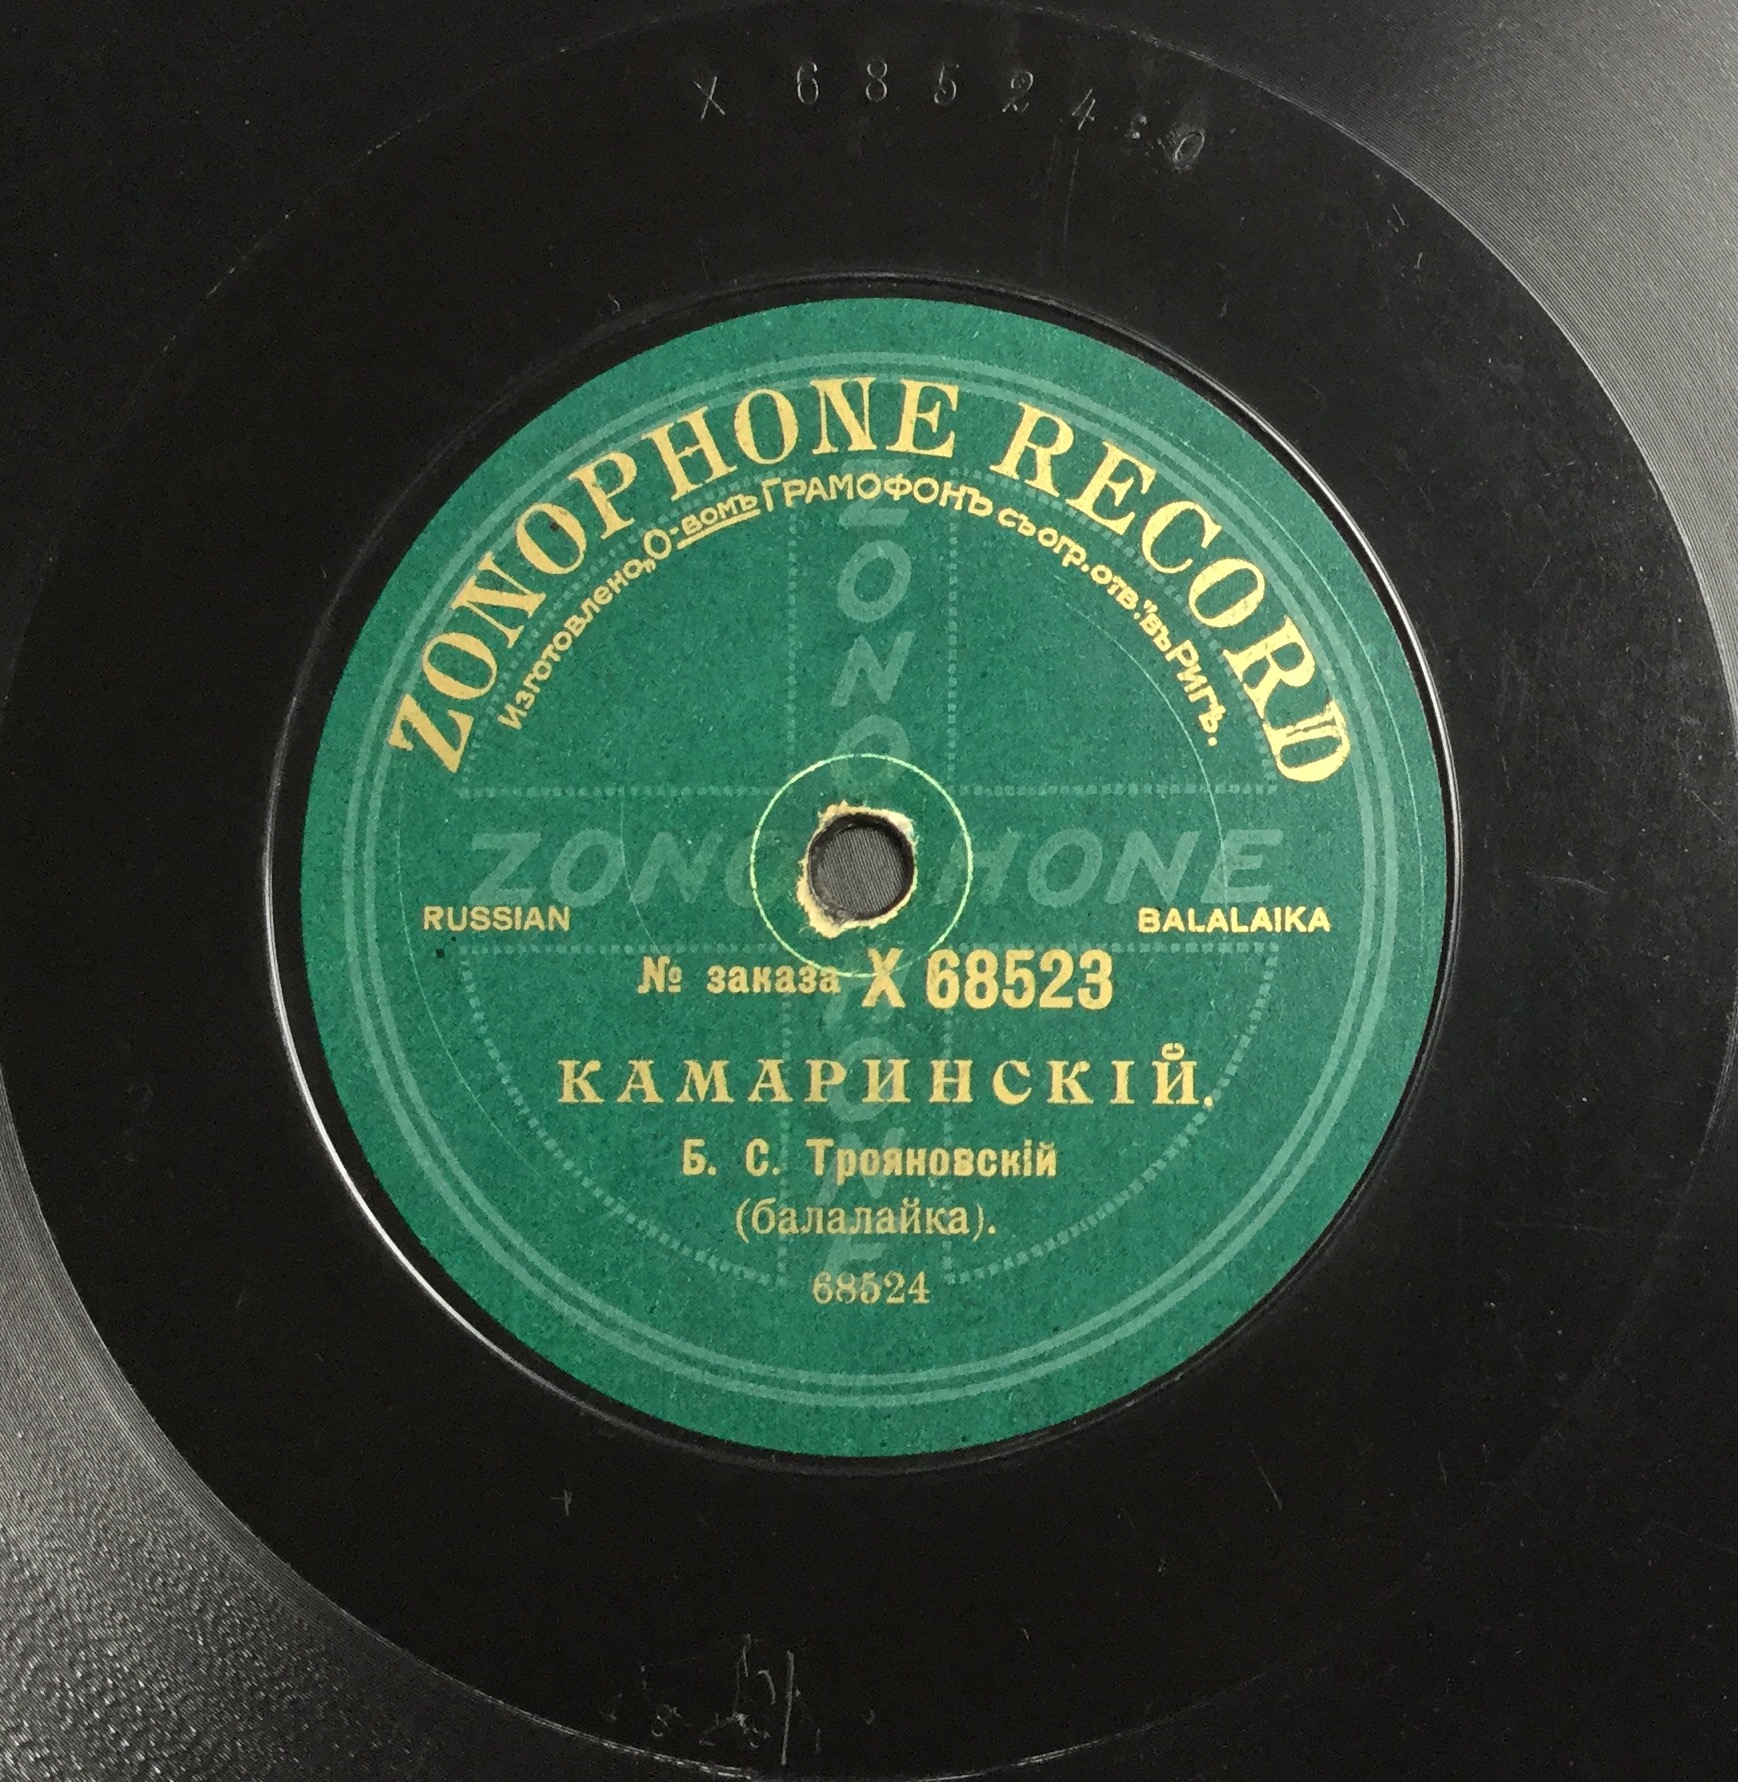 X 68524
ZONOPHONE RECORD
Изготовлено „О-вомъ ГРАМОФОНЪ съ огр. отв." въ Ригѣ.
ZONOPHONE
ZONOPHONE
RUSSIAN
BALALAIKA
№ заказа X 68523
КАМАРИНСКІЙ.
Б. С. Трояновскій
(балалайка).
68524